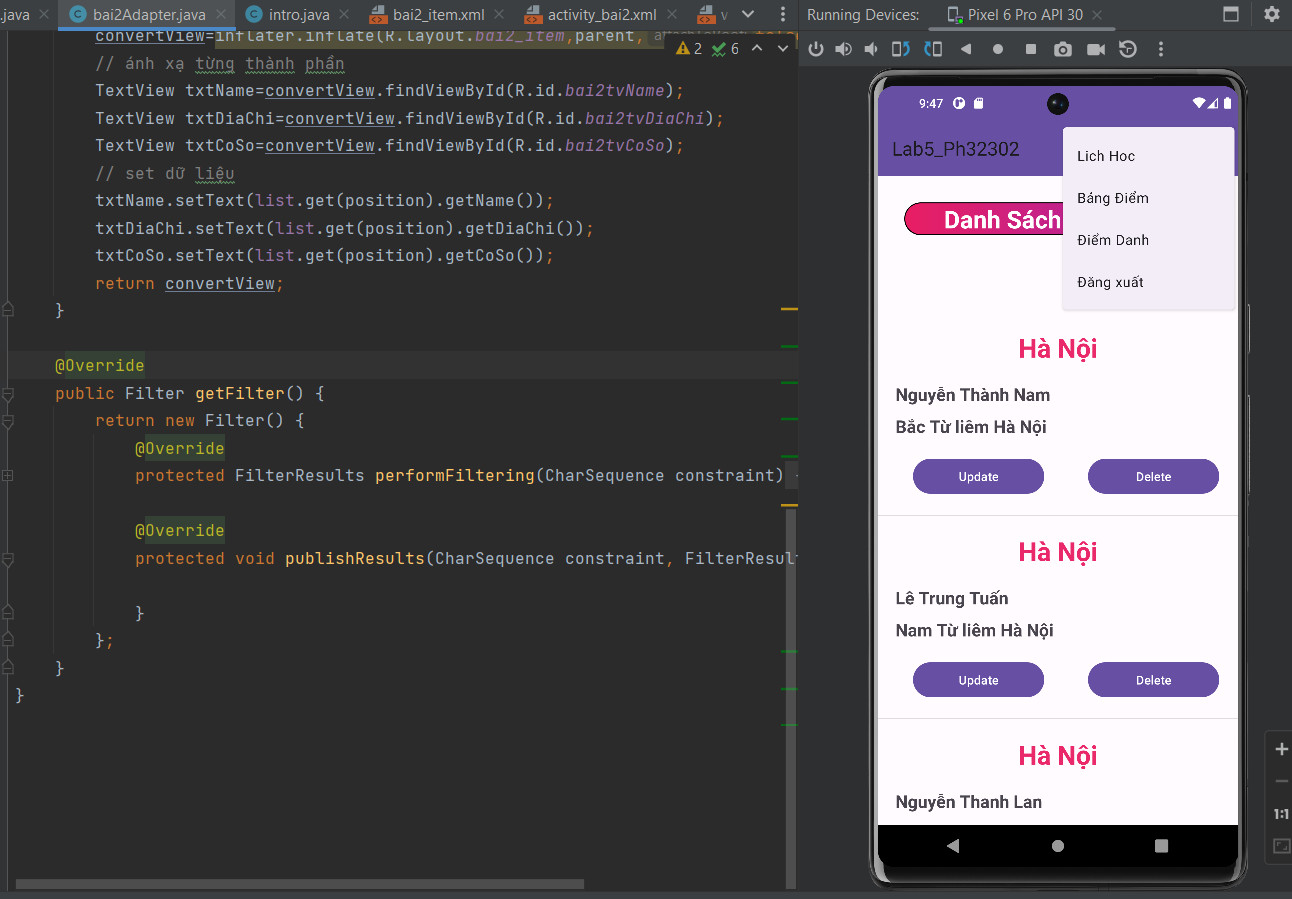 .java bai2Adapter.java intro.java bai2_item.xml activity_bai2.xml v
convertView=inflater.inflate(R.layout.bai2_item,parent,
2 6
// ánh xạ từng thành phần
TextView txtName=convertView.findViewById(R.id.bai2tvName);
TextView txtDiaChi=convertView.findViewById(R.id.bai2tvDiaChi);
TextView txtCoSo=convertView.findViewById(R.id.bai2tvCoSo);
// set dữ liệu
txtName.setText(list.get(position).getName());
txtDiaChi.setText(list.get(position).getDiaChi());
txtCoSo.setText(list.get(position).getCoSo());
return convertView;
}
@Override
public Filter getFilter() {
return new Filter() {
@Override
protected FilterResults performFiltering(CharSequence constraint)
@Override
protected void publishResults(CharSequence constraint, FilterResult
}
};
}
}
Running Devices: Pixel 6 Pro API 30
9:47
Lab5_Ph32302
Lich Hoc
Bảng Điểm
Điểm Danh
Đăng xuất
Danh Sách
Hà Nội
Nguyễn Thành Nam
Bắc Từ liêm Hà Nội
Update Delete
Hà Nội
Lê Trung Tuấn
Nam Từ liêm Hà Nội
Update Delete
Hà Nội
Nguyễn Thanh Lan
1:1